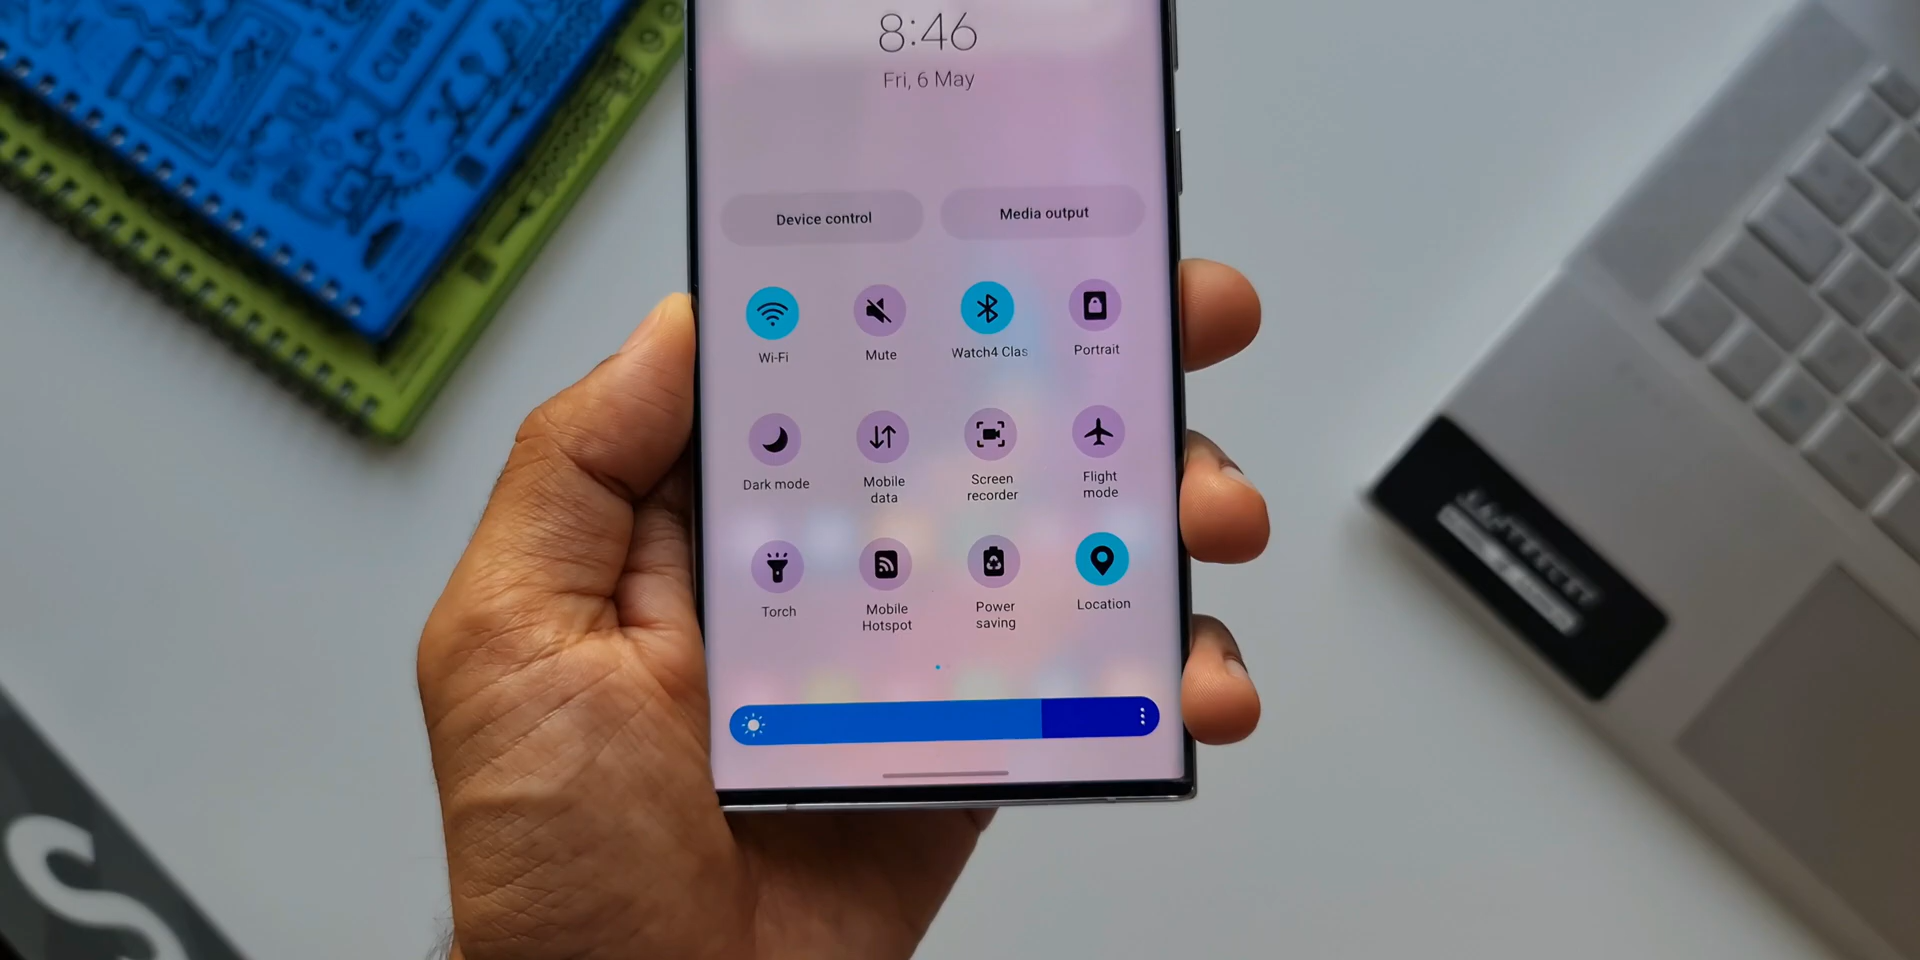 8:46
Fri, 6 May
Device control
Media output
Wi-Fi
Mute
Watch4 Clas
Portrait
Dark mode
Mobile
data
Screen
recorder
Flight
mode
Torch
Mobile
Hotspot
Power
saving
Location
CUBE
S